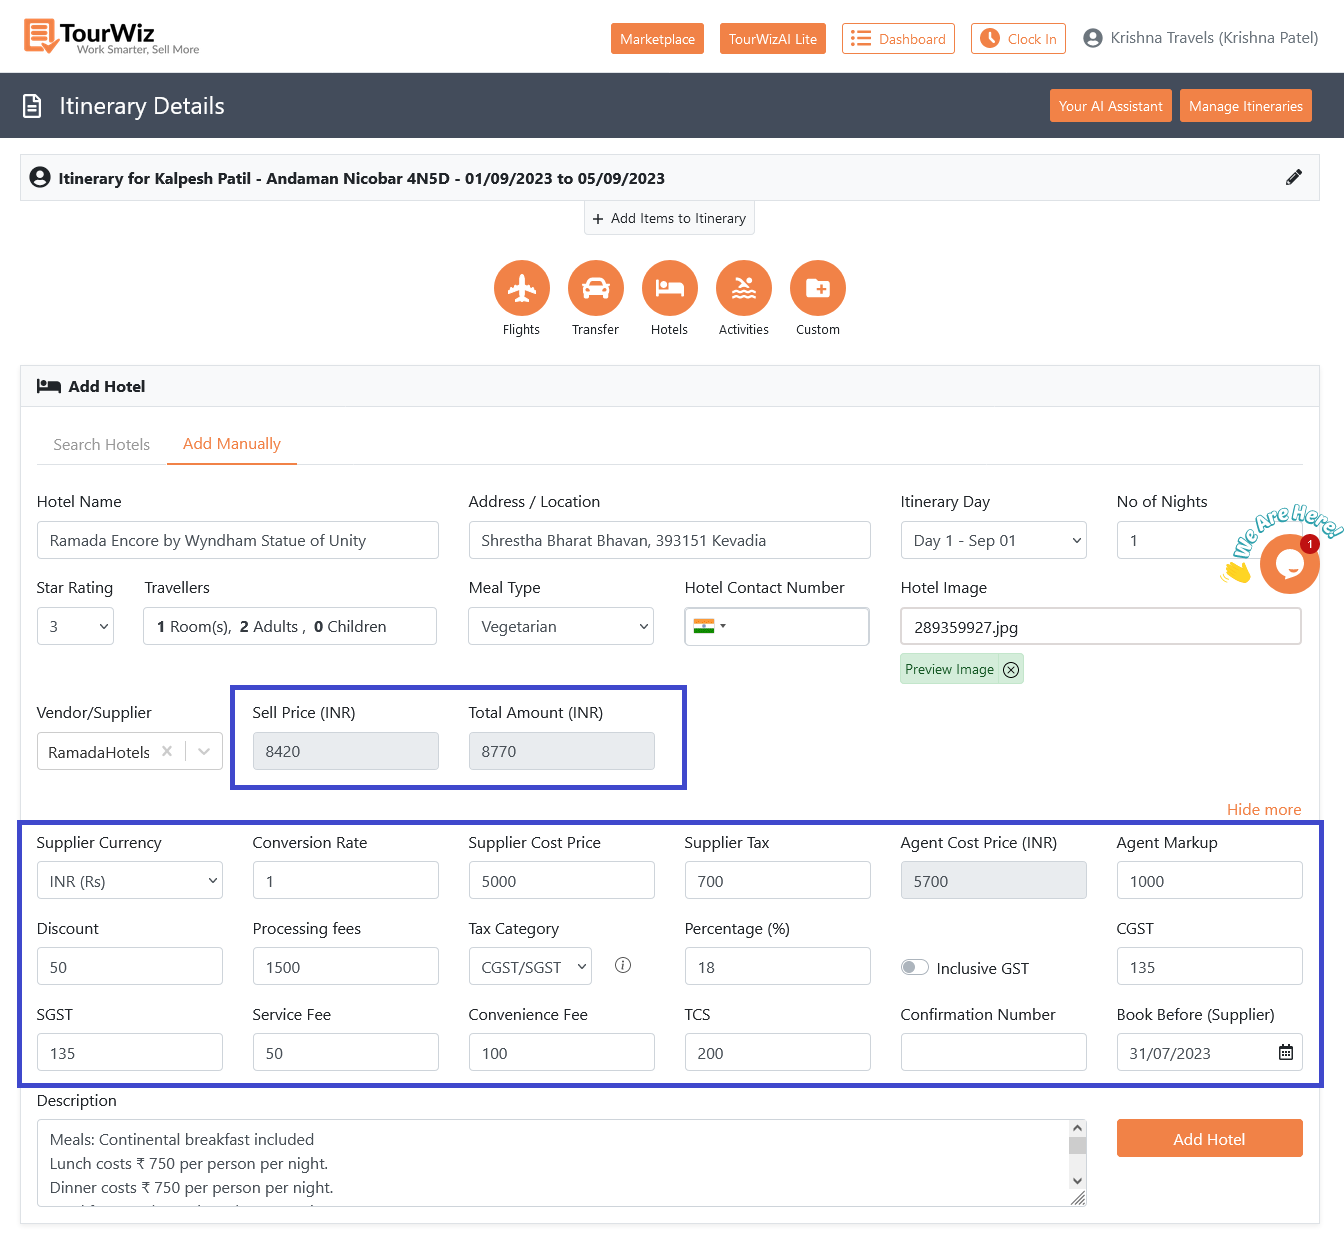 TourWiz
Work Smarter, Sell More
Marketplace
TourWizAI Lite
Dashboard
Clock In
Krishna Travels (Krishna Patel)
Itinerary Details
Your AI Assistant
Manage Itineraries
Itinerary for Kalpesh Patil - Andaman Nicobar 4N5D - 01/09/2023 to 05/09/2023
+ Add Items to Itinerary
Flights
Transfer
Hotels
Activities
Custom
Add Hotel
Search Hotels
Add Manually
Hotel Name
Address / Location
Itinerary Day
No of Nights
Ramada Encore by Wyndham Statue of Unity
Shrestha Bharat Bhavan, 393151 Kevadia
Day 1 - Sep 01
1
We Are Here!
1
Star Rating
Travellers
Meal Type
Hotel Contact Number
Hotel Image
3
1 Room(s), 2 Adults , 0 Children
Vegetarian
289359927.jpg
Preview Image
Vendor/Supplier
Sell Price (INR)
Total Amount (INR)
RamadaHotels
8420
8770
Hide more
Supplier Currency
Conversion Rate
Supplier Cost Price
Supplier Tax
Agent Cost Price (INR)
Agent Markup
INR (Rs)
1
5000
700
5700
1000
Discount
Processing fees
Tax Category
Percentage (%)
CGST
50
1500
CGST/SGST
18
Inclusive GST
135
SGST
Service Fee
Convenience Fee
TCS
Confirmation Number
Book Before (Supplier)
135
50
100
200
31/07/2023
Description
Meals: Continental breakfast included
Lunch costs ₹ 750 per person per night.
Dinner costs ₹ 750 per person per night.
Add Hotel